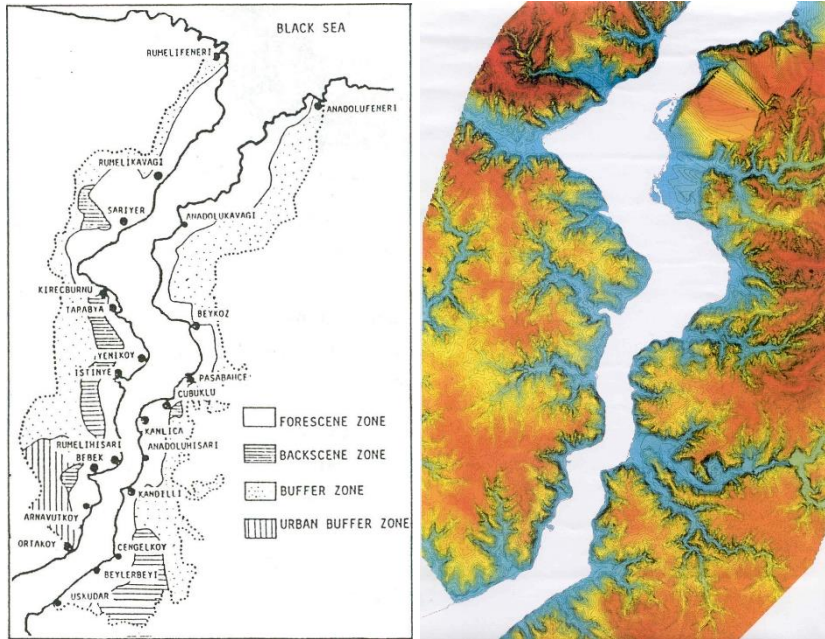 BLACK SEA
RUMELIFENERI
ANADOLUFENERI
RUMELIKAVAGI
SARIYER
ANADOLUKAVAGI
KIRECBURNU
TAPABYA
BEYKOZ
YENIKOY
ISTINYE
PASABAHCE
CUBUKLU
FORESCENE ZONE
KANLICA
RUMELIHISARI
ANADOLUHISARI
BACKSCENE ZONE
BEBEK
KANDILLI
BUFFER ZONE
ARNAVUTKOY
URBAN BUFFER ZONE
ORTAKOY
CENGELKOY
BEYLERBEYI
USKUDAR